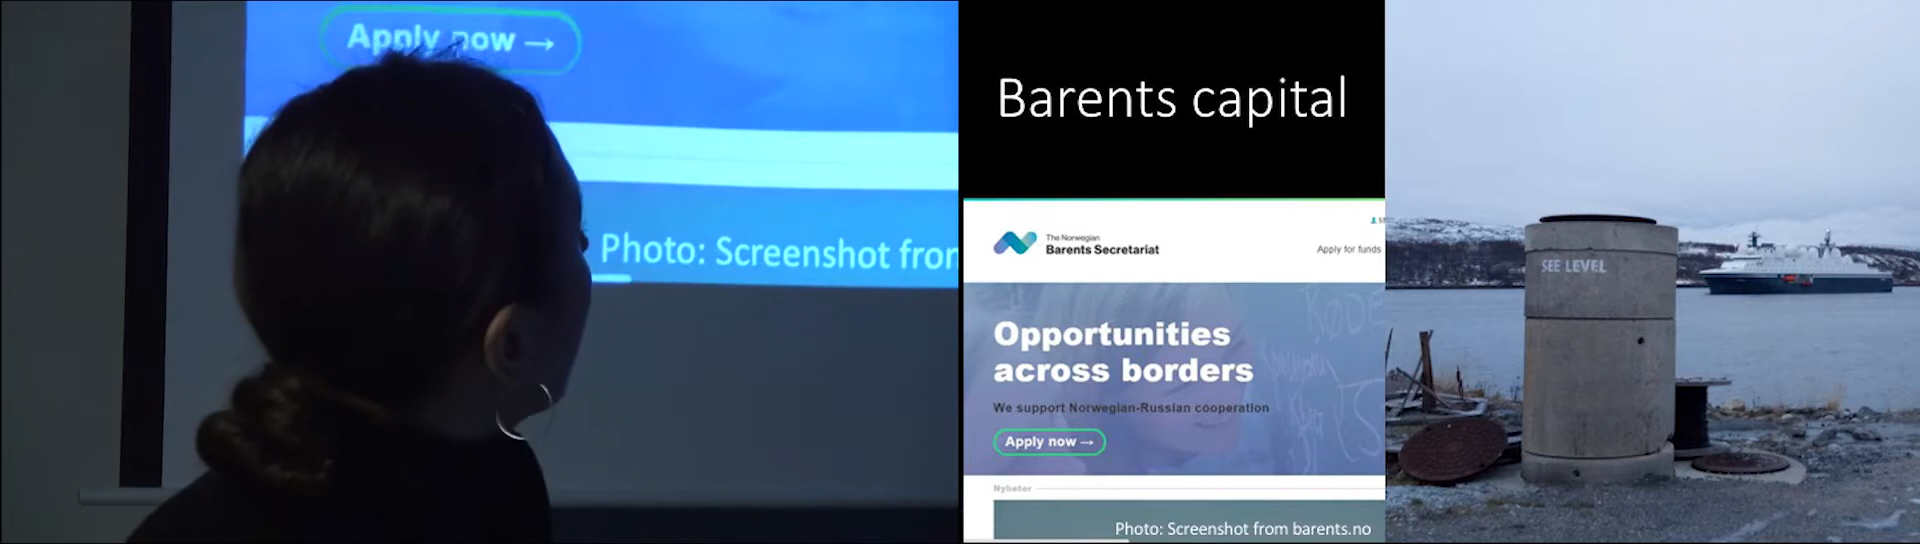 Apply now →
Photo: Screenshot from
Barents capital
The Norwegian
Barents Secretariat
Apply for funds
Opportunities
across borders
We support Norwegian-Russian cooperation
Apply now →
Nyheter
Photo: Screenshot from barents.no
SEE LEVEL